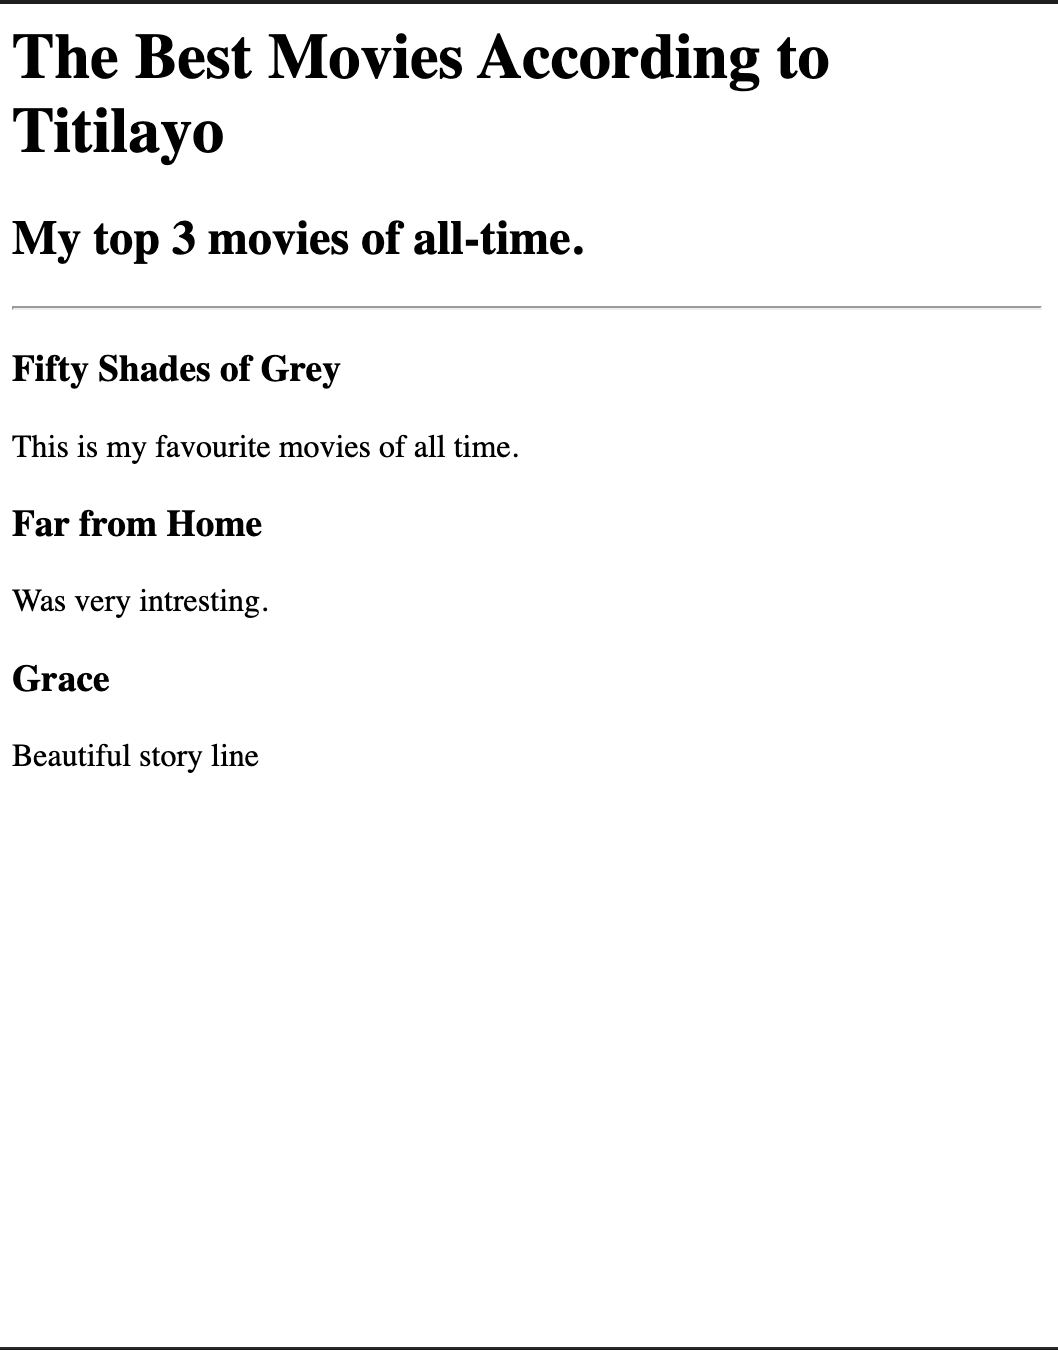 The Best Movies According to
Titilayo
My top 3 movies of all-time.
Fifty Shades of Grey
This is my favourite movies of all time.
Far from Home
Was very intresting.
Grace
Beautiful story line